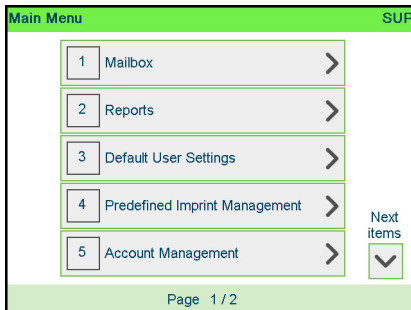 Main Menu SUP
1 Mailbox
2 Reports
3 Default User Settings
4 Predefined Imprint Management
5 Account Management
Next
items
Page 1 / 2